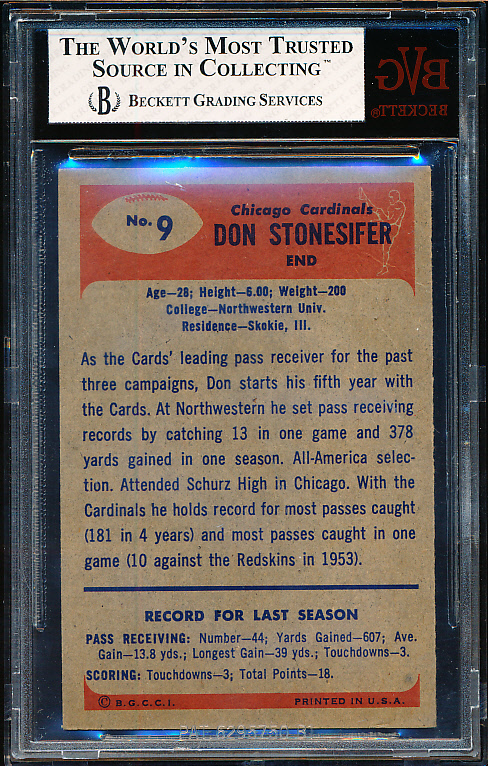 THE WORLD'S MOST TRUSTED
SOURCE IN COLLECTING™
B BECKETT GRADING SERVICES
BVG
BECKETT®
No. 9
Chicago Cardinals
DON STONESIFER
END
Age—28; Height—6.00; Weight—200
College—Northwestern Univ.
Residence—Skokie, Ill.
As the Cards' leading pass receiver for the past
three campaigns, Don starts his fifth year with
the Cards. At Northwestern he set pass receiving
records by catching 13 in one game and 378
yards gained in one season. All-America selec-
tion. Attended Schurz High in Chicago. With the
Cardinals he holds record for most passes caught
(181 in 4 years) and most passes caught in one
game (10 against the Redskins in 1953).
RECORD FOR LAST SEASON
PASS RECEIVING: Number—44; Yards Gained—607; Ave.
Gain—13.8 yds.; Longest Gain—39 yds.; Touchdowns—3.
SCORING: Touchdowns—3; Total Points—18.
© B.G.C.C.I.
PRINTED IN U.S.A.